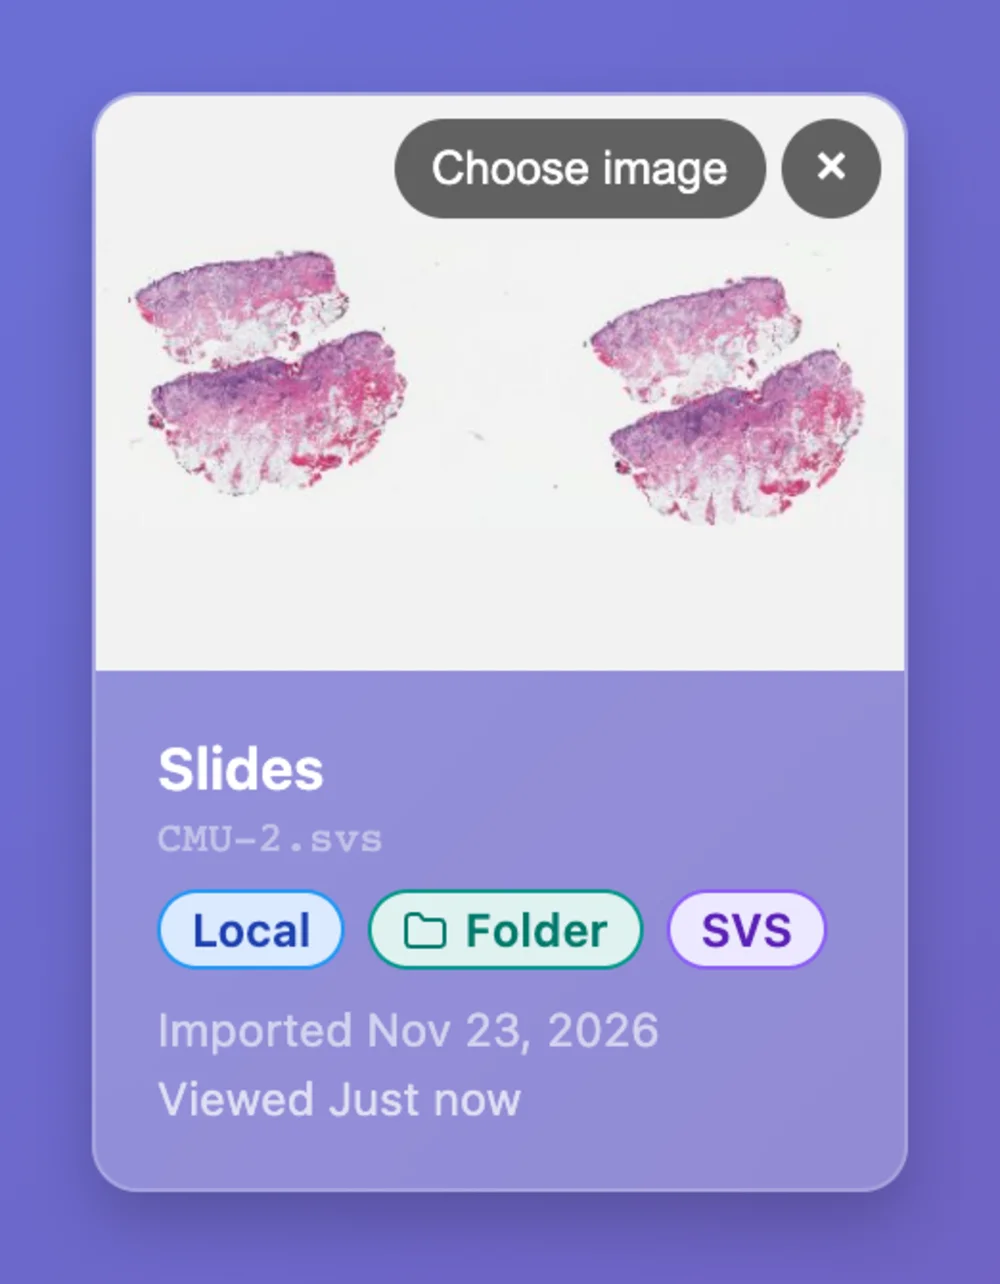 Choose image ×
Slides
CMU-2.svs
Local Folder SVS
Imported Nov 23, 2026
Viewed Just now